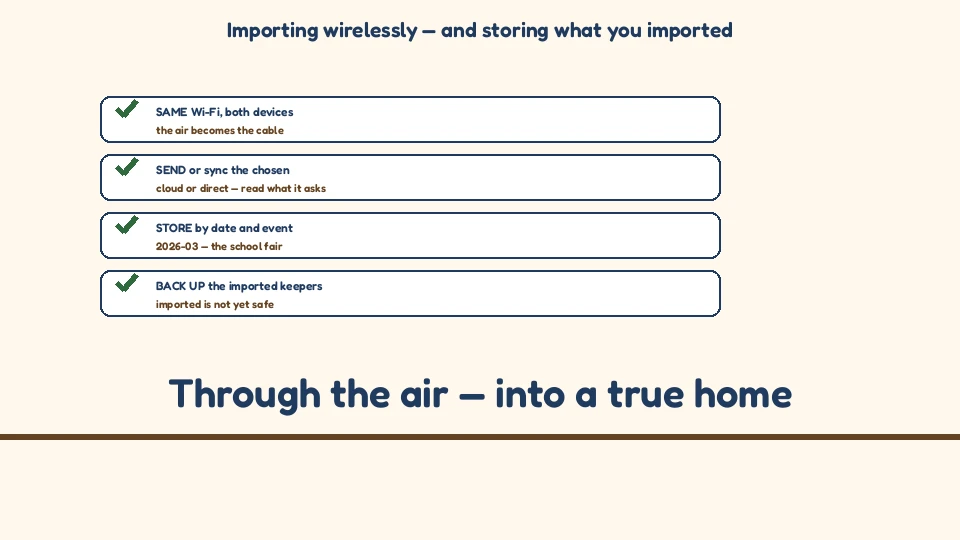 Importing wirelessly — and storing what you imported
SAME Wi-Fi, both devices
the air becomes the cable
SEND or sync the chosen
cloud or direct — read what it asks
STORE by date and event
2026-03 — the school fair
BACK UP the imported keepers
imported is not yet safe
Through the air — into a true home